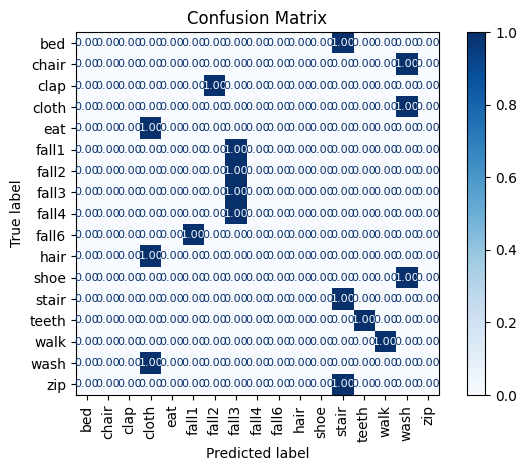 Confusion Matrix
True label
bed 0.00 0.00 0.00 0.00 0.00 0.00 0.00 0.00 0.00 0.00 0.00 0.00 1.00 0.00 0.00 0.00 0.00
chair 0.00 0.00 0.00 0.00 0.00 0.00 0.00 0.00 0.00 0.00 0.00 0.00 0.00 0.00 0.00 1.00 0.00
clap 0.00 0.00 0.00 0.00 0.00 0.00 1.00 0.00 0.00 0.00 0.00 0.00 0.00 0.00 0.00 0.00 0.00
cloth 0.00 0.00 0.00 0.00 0.00 0.00 0.00 0.00 0.00 0.00 0.00 0.00 0.00 0.00 0.00 1.00 0.00
eat 0.00 0.00 0.00 1.00 0.00 0.00 0.00 0.00 0.00 0.00 0.00 0.00 0.00 0.00 0.00 0.00 0.00
fall1 0.00 0.00 0.00 0.00 0.00 0.00 0.00 1.00 0.00 0.00 0.00 0.00 0.00 0.00 0.00 0.00 0.00
fall2 0.00 0.00 0.00 0.00 0.00 0.00 0.00 1.00 0.00 0.00 0.00 0.00 0.00 0.00 0.00 0.00 0.00
fall3 0.00 0.00 0.00 0.00 0.00 0.00 0.00 1.00 0.00 0.00 0.00 0.00 0.00 0.00 0.00 0.00 0.00
fall4 0.00 0.00 0.00 0.00 0.00 0.00 0.00 1.00 0.00 0.00 0.00 0.00 0.00 0.00 0.00 0.00 0.00
fall6 0.00 0.00 0.00 0.00 0.00 1.00 0.00 0.00 0.00 0.00 0.00 0.00 0.00 0.00 0.00 0.00 0.00
hair 0.00 0.00 0.00 1.00 0.00 0.00 0.00 0.00 0.00 0.00 0.00 0.00 0.00 0.00 0.00 0.00 0.00
shoe 0.00 0.00 0.00 0.00 0.00 0.00 0.00 0.00 0.00 0.00 0.00 0.00 0.00 0.00 0.00 1.00 0.00
stair 0.00 0.00 0.00 0.00 0.00 0.00 0.00 0.00 0.00 0.00 0.00 0.00 1.00 0.00 0.00 0.00 0.00
teeth 0.00 0.00 0.00 0.00 0.00 0.00 0.00 0.00 0.00 0.00 0.00 0.00 0.00 1.00 0.00 0.00 0.00
walk 0.00 0.00 0.00 0.00 0.00 0.00 0.00 0.00 0.00 0.00 0.00 0.00 0.00 0.00 1.00 0.00 0.00
wash 0.00 0.00 0.00 1.00 0.00 0.00 0.00 0.00 0.00 0.00 0.00 0.00 0.00 0.00 0.00 0.00 0.00
zip 0.00 0.00 0.00 0.00 0.00 0.00 0.00 0.00 0.00 0.00 0.00 0.00 1.00 0.00 0.00 0.00 0.00
bed chair clap cloth eat fall1 fall2 fall3 fall4 fall6 hair shoe stair teeth walk wash zip
Predicted label
1.0
0.8
0.6
0.4
0.2
0.0